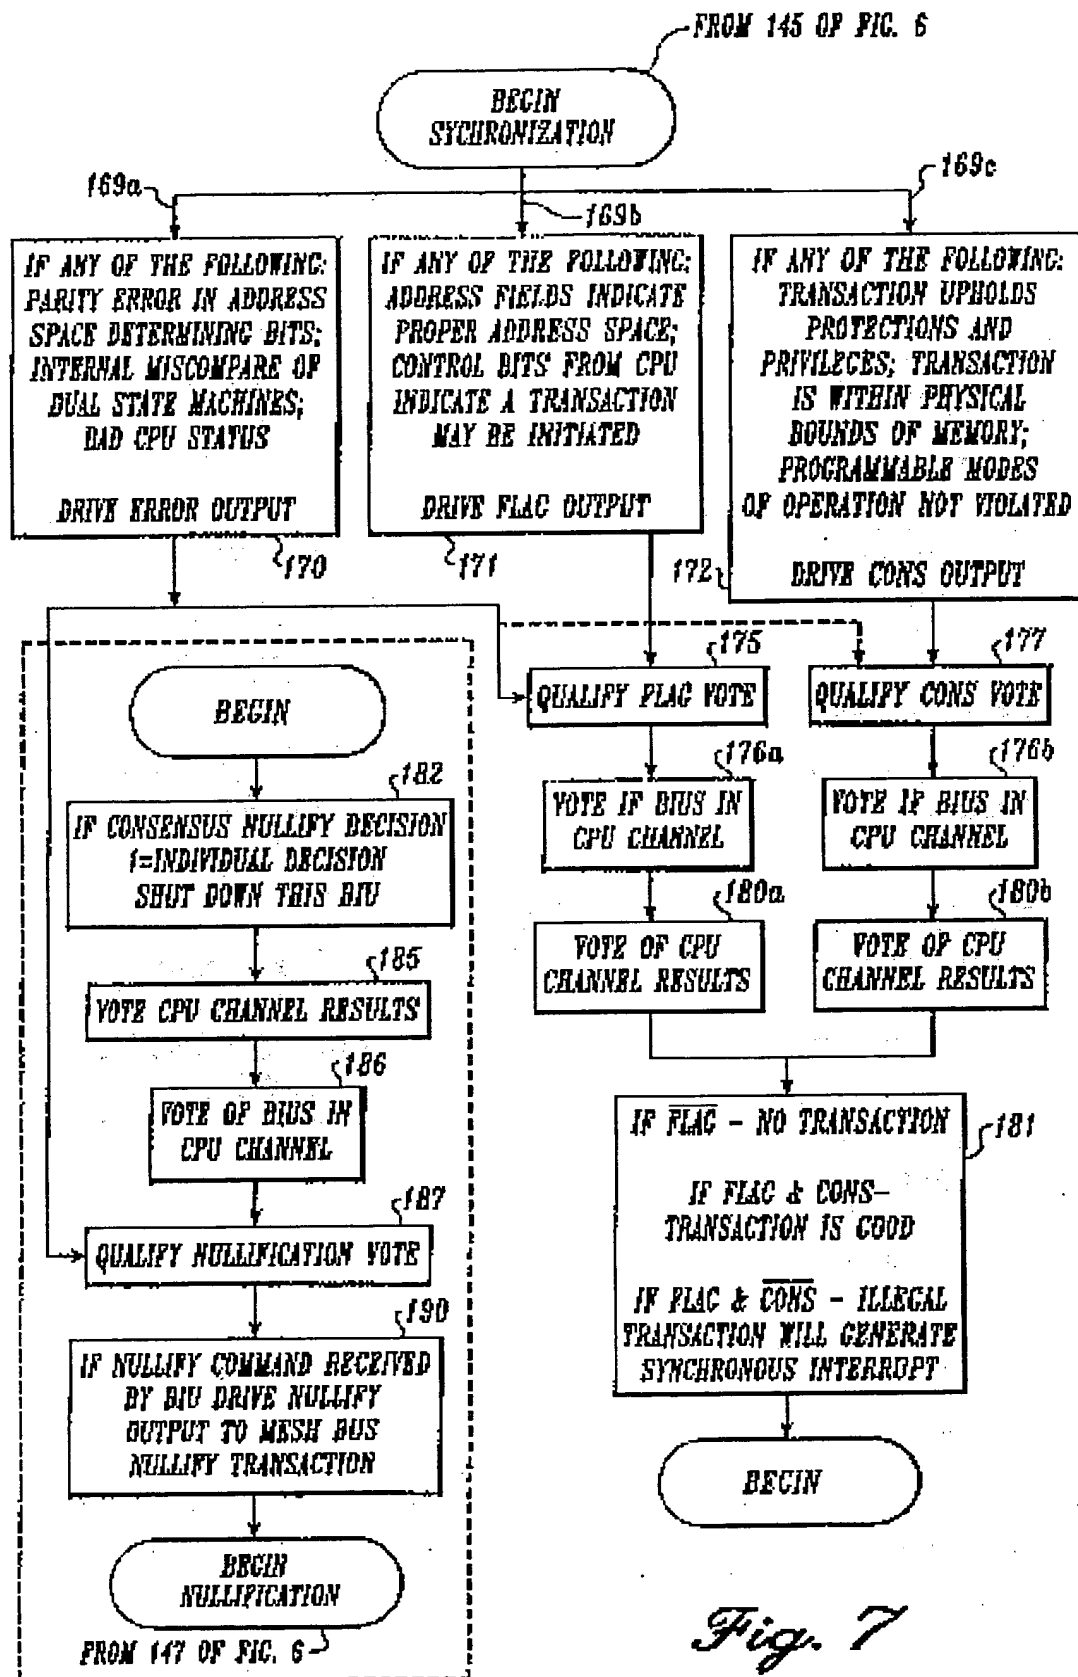 FROM 145 OF FIG. 6
BEGIN
SYCHRONIZATION
169a
169b
169c
IF ANY OF THE FOLLOWING:
PARITY ERROR IN ADDRESS
SPACE DETERMINING BITS;
INTERNAL MISCOMPARE OF
DUAL STATE MACHINES;
BAD CPU STATUS
DRIVE ERROR OUTPUT
170
IF ANY OF THE FOLLOWING:
ADDRESS FIELDS INDICATE
PROPER ADDRESS SPACE;
CONTROL BITS FROM CPU
INDICATE A TRANSACTION
MAY BE INITIATED
DRIVE FLAG OUTPUT
171
IF ANY OF THE FOLLOWING:
TRANSACTION UPHOLDS
PROTECTIONS AND
PRIVILEGES; TRANSACTION
IS WITHIN PHYSICAL
BOUNDS OF MEMORY;
PROGRAMMABLE MODES
OF OPERATION NOT VIOLATED
DRIVE CONS OUTPUT
172
175
QUALIFY FLAG VOTE
177
QUALIFY CONS VOTE
176a
VOTE IF BIUS IN
CPU CHANNEL
176b
VOTE IF BIUS IN
CPU CHANNEL
180a
VOTE OF CPU
CHANNEL RESULTS
180b
VOTE OF CPU
CHANNEL RESULTS
IF FLAG - NO TRANSACTION
IF FLAG & CONS-
TRANSACTION IS GOOD
IF FLAG & CONS - ILLEGAL
TRANSACTION WILL GENERATE
SYNCHRONOUS INTERRUPT
181
BEGIN
BEGIN
182
IF CONSENSUS NULLIFY DECISION
1=INDIVIDUAL DECISION
SHUT DOWN THIS BIU
185
VOTE CPU CHANNEL RESULTS
186
VOTE OF BIUS IN
CPU CHANNEL
187
QUALIFY NULLIFICATION VOTE
190
IF NULLIFY COMMAND RECEIVED
BY BIU DRIVE NULLIFY
OUTPUT TO MESH BUS
NULLIFY TRANSACTION
BEGIN
NULLIFICATION
FROM 147 OF FIG. 6
Fig. 7